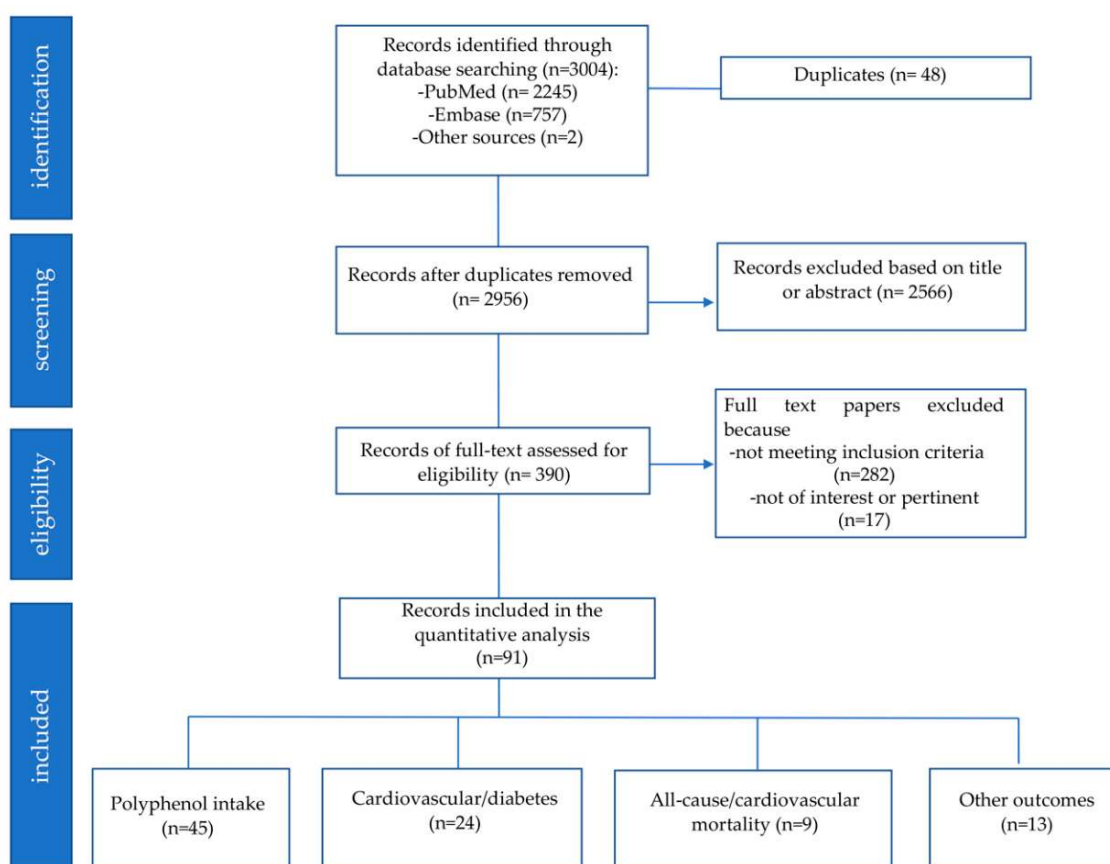 identification
Records identified through
database searching (n=3004):
-PubMed (n= 2245)
-Embase (n=757)
-Other sources (n=2)
Duplicates (n= 48)
screening
Records after duplicates removed
(n= 2956)
Records excluded based on title
or abstract (n= 2566)
eligibility
Records of full-text assessed for
eligibility (n= 390)
Full text papers excluded
because
-not meeting inclusion criteria
(n=282)
-not of interest or pertinent
(n=17)
included
Records included in the
quantitative analysis
(n=91)
Polyphenol intake
(n=45)
Cardiovascular/diabetes
(n=24)
All-cause/cardiovascular
mortality (n=9)
Other outcomes
(n=13)